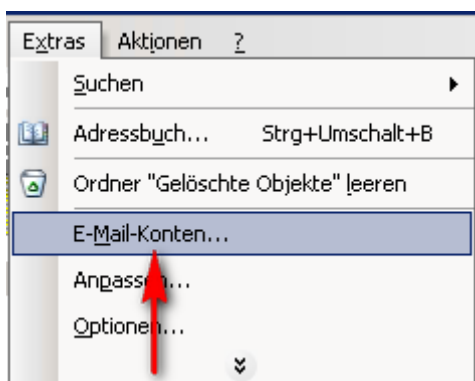 Extras Aktionen ?
Suchen
Adressbuch... Strg+Umschalt+B
Ordner "Gelöschte Objekte" leeren
E-Mail-Konten...
Anpassen...
Optionen...